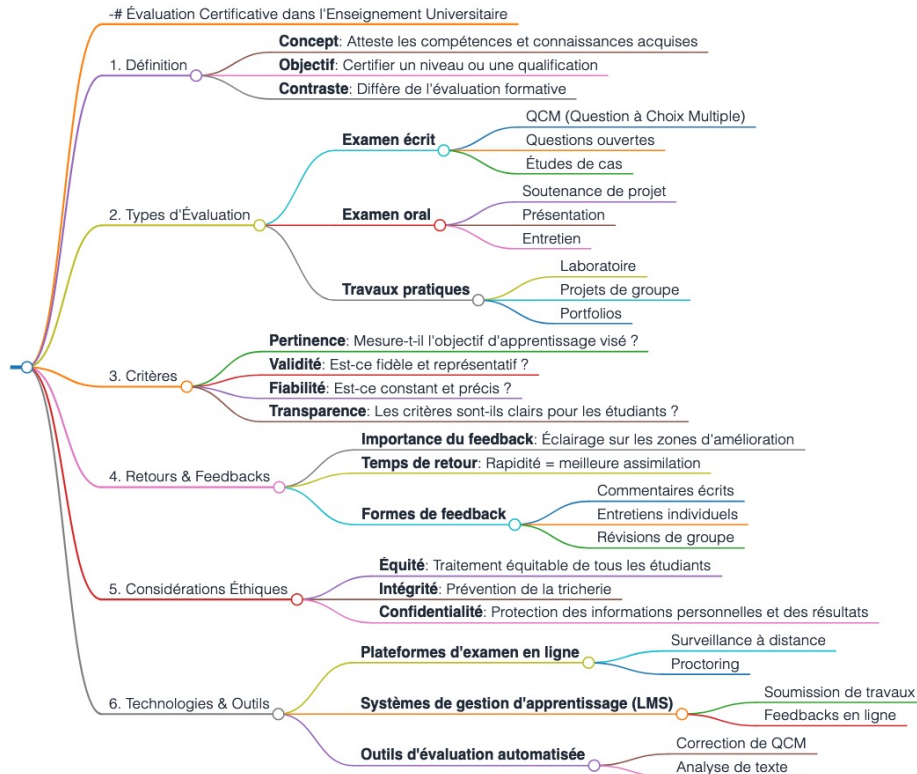 -# Évaluation Certificative dans l'Enseignement Universitaire
1. Définition
Concept: Atteste les compétences et connaissances acquises
Objectif: Certifier un niveau ou une qualification
Contraste: Diffère de l'évaluation formative
2. Types d'Évaluation
Examen écrit
QCM (Question à Choix Multiple)
Questions ouvertes
Études de cas
Examen oral
Soutenance de projet
Présentation
Entretien
Travaux pratiques
Laboratoire
Projets de groupe
Portfolios
3. Critères
Pertinence: Mesure-t-il l'objectif d'apprentissage visé ?
Validité: Est-ce fidèle et représentatif ?
Fiabilité: Est-ce constant et précis ?
Transparence: Les critères sont-ils clairs pour les étudiants ?
4. Retours & Feedbacks
Importance du feedback: Éclairage sur les zones d'amélioration
Temps de retour: Rapidité = meilleure assimilation
Formes de feedback
Commentaires écrits
Entretiens individuels
Révisions de groupe
5. Considérations Éthiques
Équité: Traitement équitable de tous les étudiants
Intégrité: Prévention de la tricherie
Confidentialité: Protection des informations personnelles et des résultats
6. Technologies & Outils
Plateformes d'examen en ligne
Surveillance à distance
Proctoring
Systèmes de gestion d'apprentissage (LMS)
Soumission de travaux
Feedbacks en ligne
Outils d'évaluation automatisée
Correction de QCM
Analyse de texte